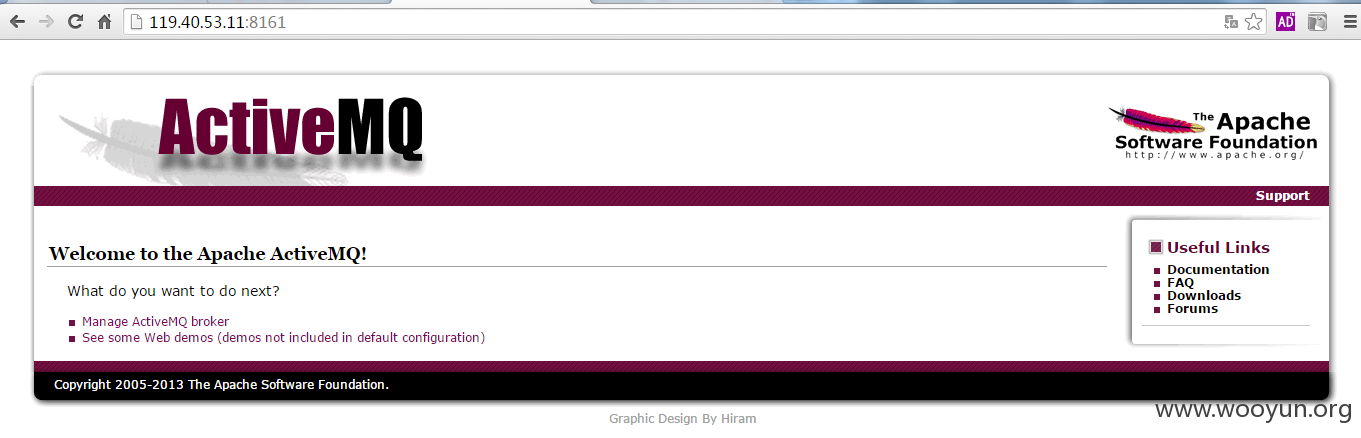 119.40.53.11:8161
AD
ActiveMQ
The Apache
Software Foundation
http://www.apache.org/
Support
Welcome to the Apache ActiveMQ!
Useful Links
Documentation
FAQ
Downloads
Forums
What do you want to do next?
Manage ActiveMQ broker
See some Web demos (demos not included in default configuration)
Copyright 2005-2013 The Apache Software Foundation.
Graphic Design By Hiram
www.wooyun.org